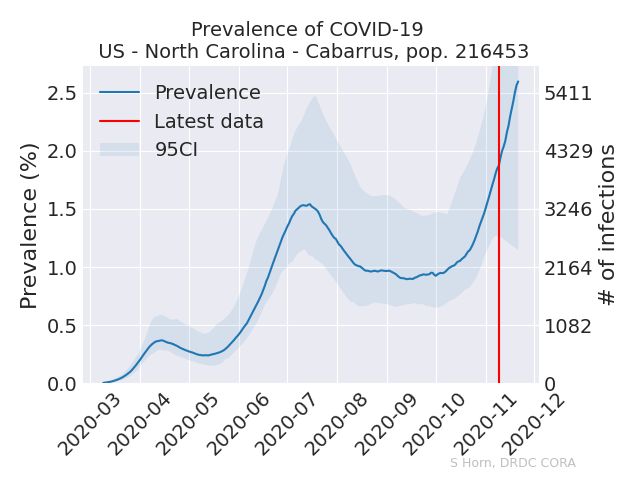 Prevalence of COVID-19
US - North Carolina - Cabarrus, pop. 216453
Prevalence
Latest data
95CI
Prevalence (%)
2.5
2.0
1.5
1.0
0.5
0.0
5411
4329
3246
2164
1082
0
# of infections
2020-03
2020-04
2020-05
2020-06
2020-07
2020-08
2020-09
2020-10
2020-11
2020-12
S Horn, DRDC CORA